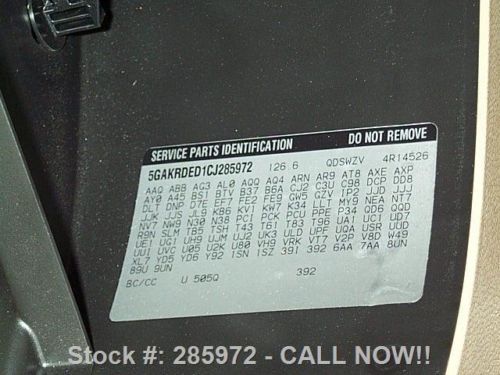 SERVICE PARTS IDENTIFICATION DO NOT REMOVE
5GAKRDED1CJ285972 126.6 QDSWZV 4R14526
AAQ ABB AG3 AL0 AQQ AQ4 ARN AR9 AT8 AXE AXP
AY0 A45 BS1 BTV B37 B6A CJ2 C3U C98 DCP DD8
DLT DNP D7E EF7 FE2 FE9 GW5 GZV IP2 JJD JJJ
JJK JJS JL9 KB6 KV1 KW7 K34 LLT MY9 NEA NT7
NV7 NW9 N30 N38 PCI PCK PCU PPE P34 QD6 QQD
R9N SLM TB5 TSH T43 T61 T83 T96 UA1 UC1 UD7
UE1 UG1 UH9 UJM UJ2 UK3 ULD UPF UQA USR UUD
UUI UVC U05 U2K U80 VH9 VRK VT7 V2P V8D W49
XL7 YD5 YD6 Y92 1SN 1SZ 391 392 6AA 7AA 8UN
89U 9UN
BC/CC U 505Q 392
Stock #: 285972 - CALL NOW!!